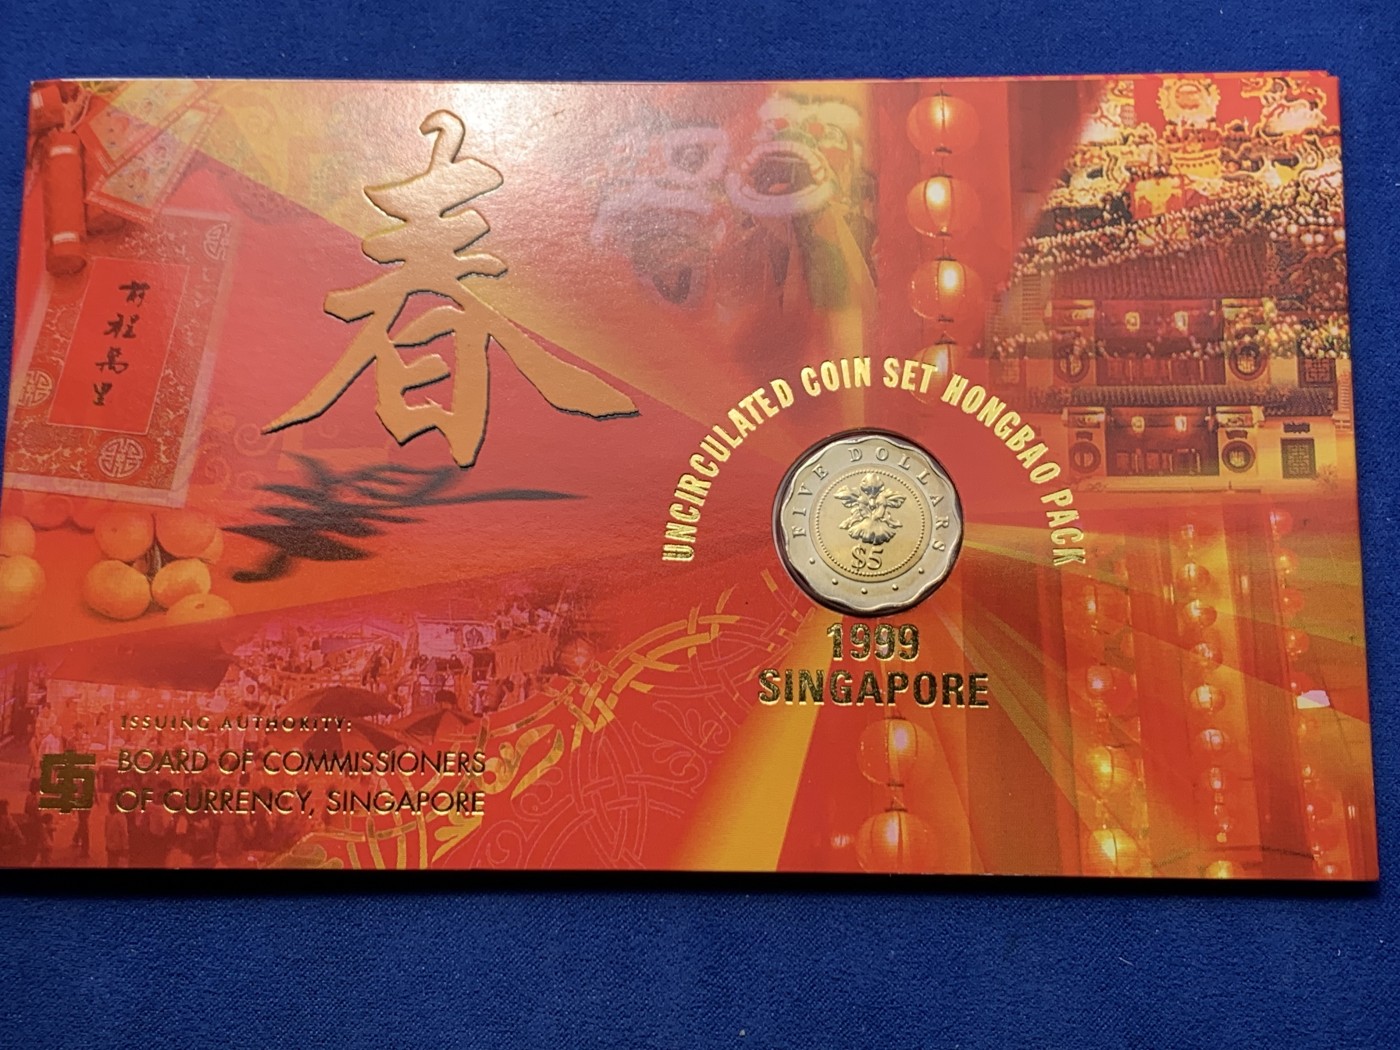 春
前程萬里
UNCIRCULATED COIN SET HONGBAO PACK
FIVE DOLLARS
$5
1999
SINGAPORE
ISSUING AUTHORITY:
BOARD OF COMMISSIONERS
OF CURRENCY, SINGAPORE